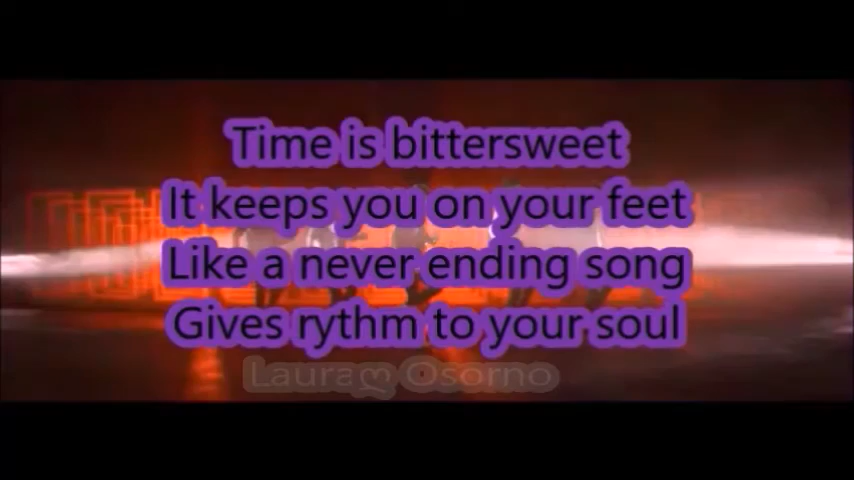 Time is bittersweet
It keeps you on your feet
Like a never ending song
Gives rythm to your soul
Lauraღ Osorno